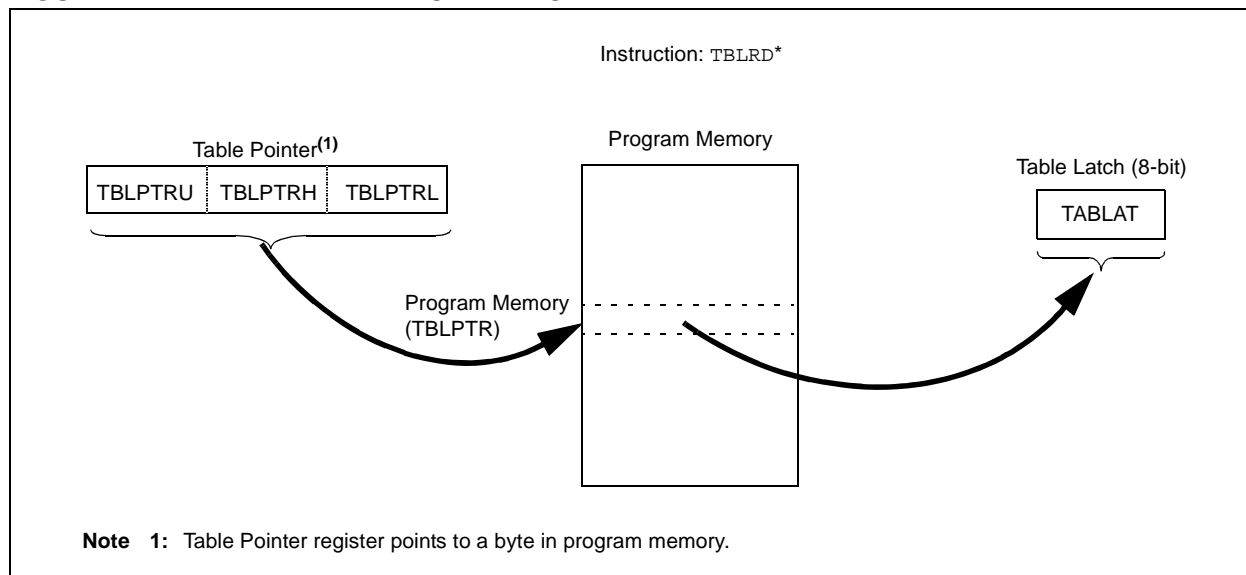 Instruction: TBLRD*
Table Pointer(1)
TBLPTRU TBLPTRH TBLPTRL
Program Memory
Table Latch (8-bit)
TABLAT
Program Memory
(TBLPTR)
Note 1: Table Pointer register points to a byte in program memory.